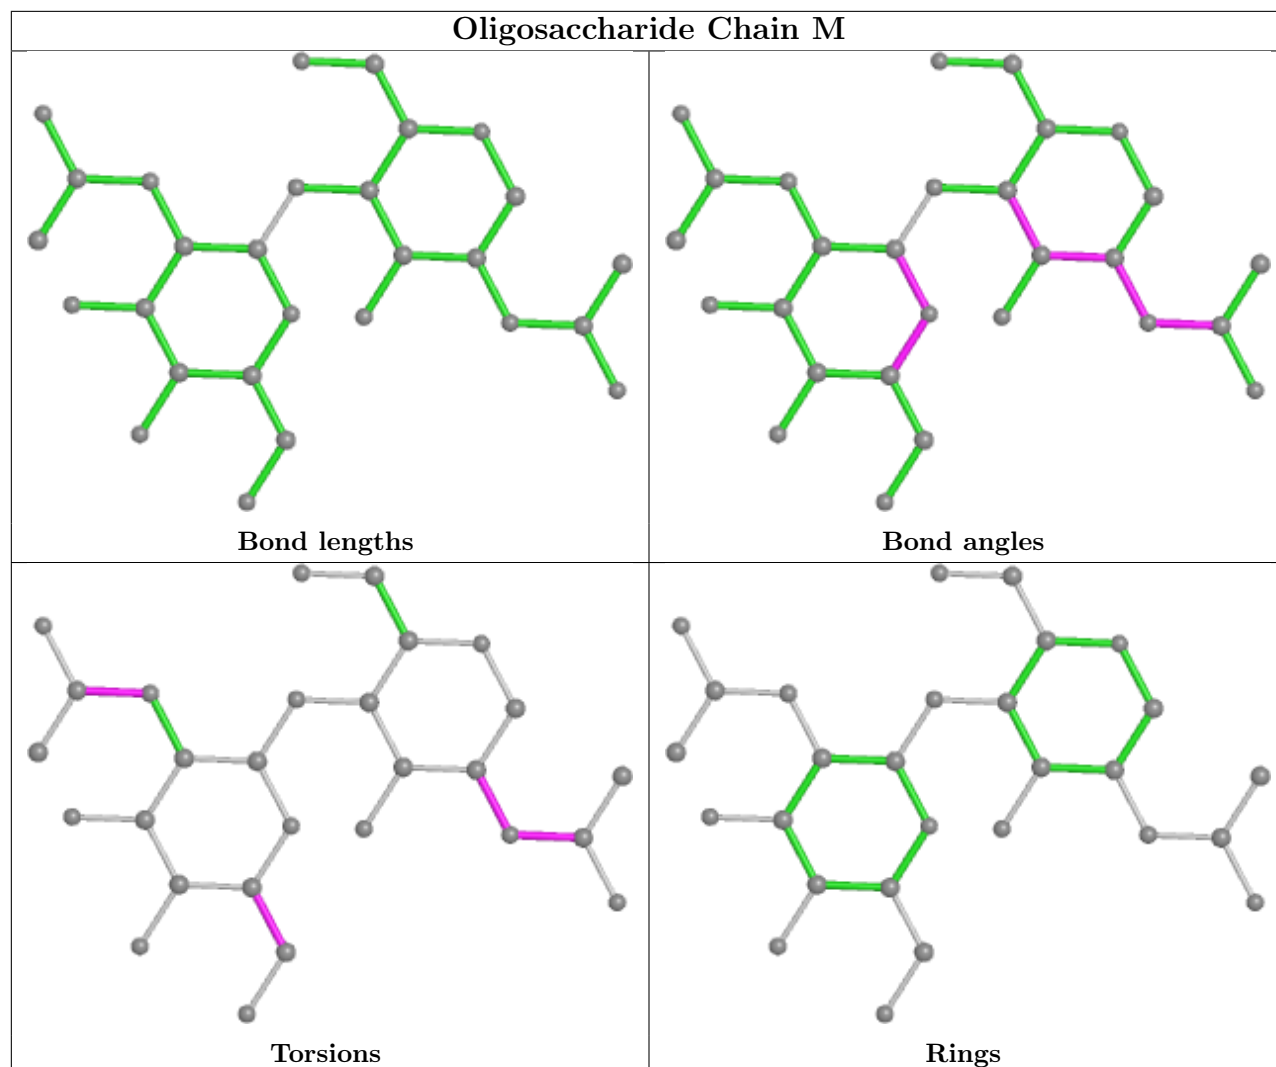 Oligosaccharide Chain M
Bond lengths
Bond angles
Torsions
Rings